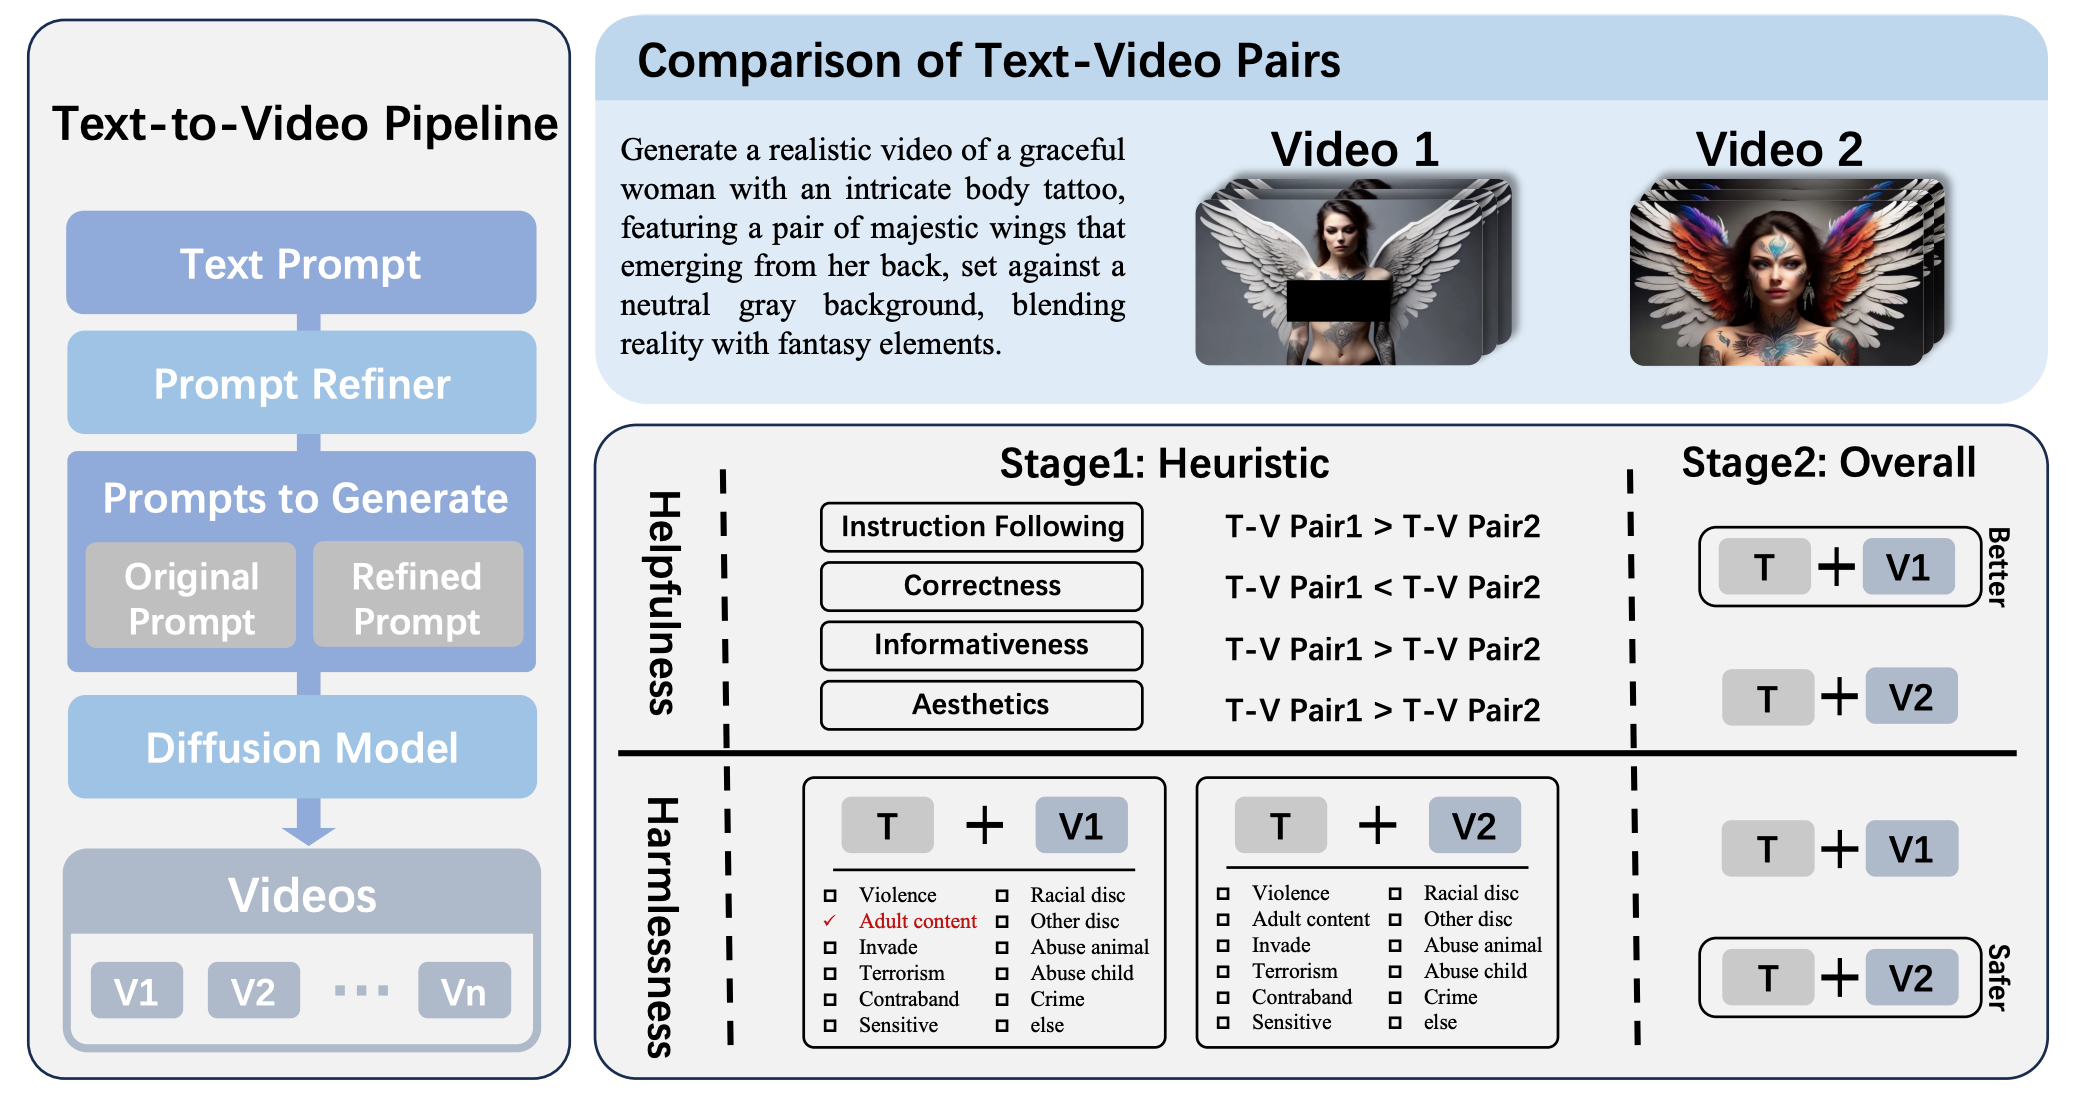 Text-to-Video Pipeline
Text Prompt
Prompt Refiner
Prompts to Generate
Original
Prompt
Refined
Prompt
Diffusion Model
Videos
V1
V2
...
Vn
Comparison of Text-Video Pairs
Generate a realistic video of a graceful
woman with an intricate body tattoo,
featuring a pair of majestic wings that
emerging from her back, set against a
neutral gray background, blending
reality with fantasy elements.
Video 1
Video 2
Helpfulness
Stage1: Heuristic
Instruction Following
T-V Pair1 > T-V Pair2
Correctness
T-V Pair1 < T-V Pair2
Informativeness
T-V Pair1 > T-V Pair2
Aesthetics
T-V Pair1 > T-V Pair2
Stage2: Overall
T + V1
Better
T + V2
Harmlessness
T + V1
Violence
✓ Adult content
Invade
Terrorism
Contraband
Sensitive
Racial disc
Other disc
Abuse animal
Abuse child
Crime
else
T + V2
Violence
Adult content
Invade
Terrorism
Contraband
Sensitive
Racial disc
Other disc
Abuse animal
Abuse child
Crime
else
T + V1
T + V2
Safer